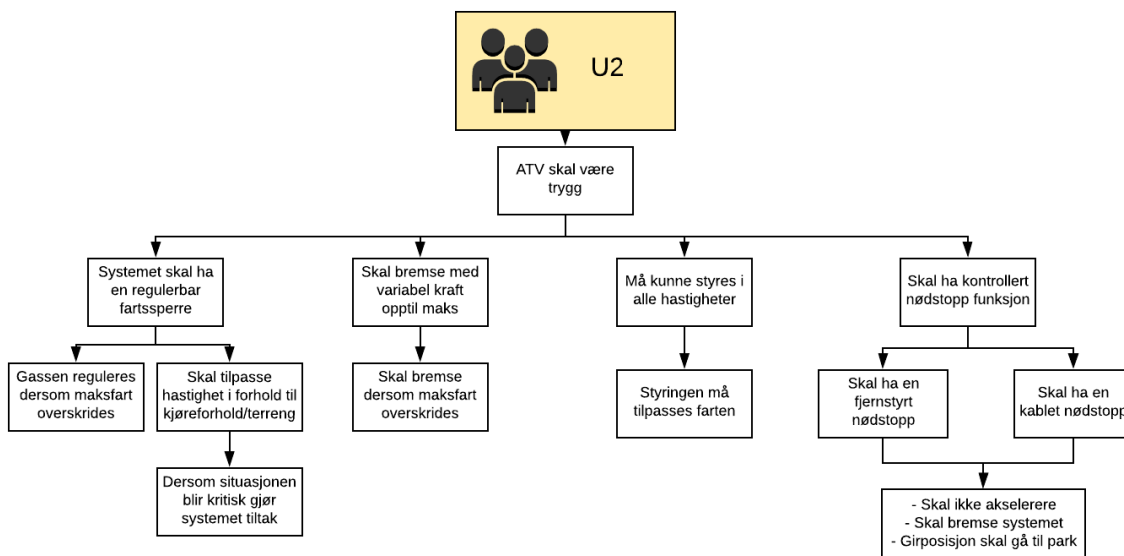 U2
ATV skal være
trygg
Systemet skal ha
en regulerbar
fartssperre
Skal bremse med
variabel kraft
opptil maks
Må kunne styres i
alle hastigheter
Skal ha kontrollert
nødstopp funksjon
Gassen reguleres
dersom maksfart
overskrides
Skal tilpasse
hastighet i forhold til
kjøreforhold/terreng
Skal bremse
dersom maksfart
overskrides
Styringen må
tilpasses farten
Skal ha en
fjernstyrt
nødstopp
Skal ha en
kablet nødstopp
Dersom situasjonen
blir kritisk gjør
systemet tiltak
- Skal ikke akselerere
- Skal bremse systemet
- Girposisjon skal gå til park